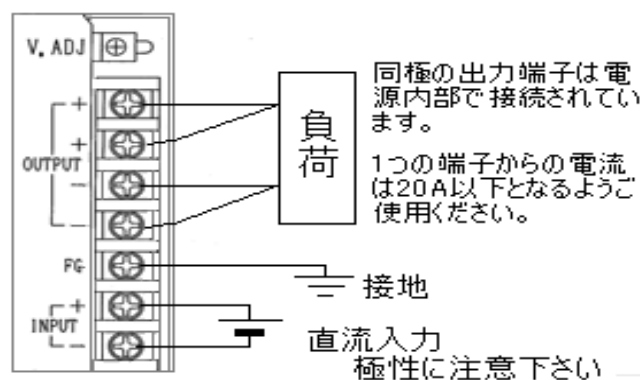 V.ADJ
+
+
OUTPUT
−
−
FG
+
INPUT
−
負荷
同極の出力端子は電
源内部で接続されてい
ます。
1つの端子からの電流
は20A以下となるようご
使用ください。
接地
直流入力
極性に注意下さい